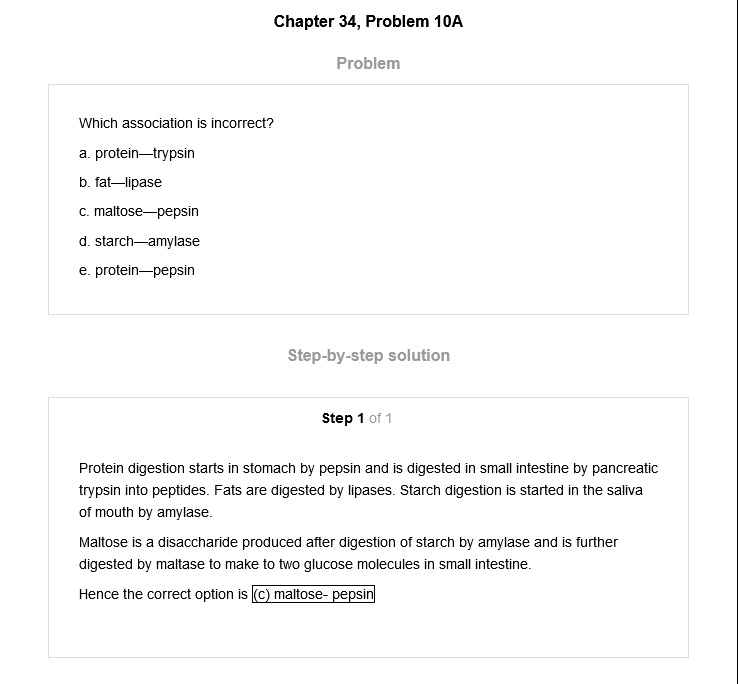 Chapter 34, Problem 10A
Problem
Which association is incorrect?
a. protein—trypsin
b. fat—lipase
c. maltose—pepsin
d. starch—amylase
e. protein—pepsin
Step-by-step solution
Step 1 of 1
Protein digestion starts in stomach by pepsin and is digested in small intestine by pancreatic
trypsin into peptides. Fats are digested by lipases. Starch digestion is started in the saliva
of mouth by amylase.
Maltose is a disaccharide produced after digestion of starch by amylase and is further
digested by maltase to make to two glucose molecules in small intestine.
Hence the correct option is (c) maltose- pepsin